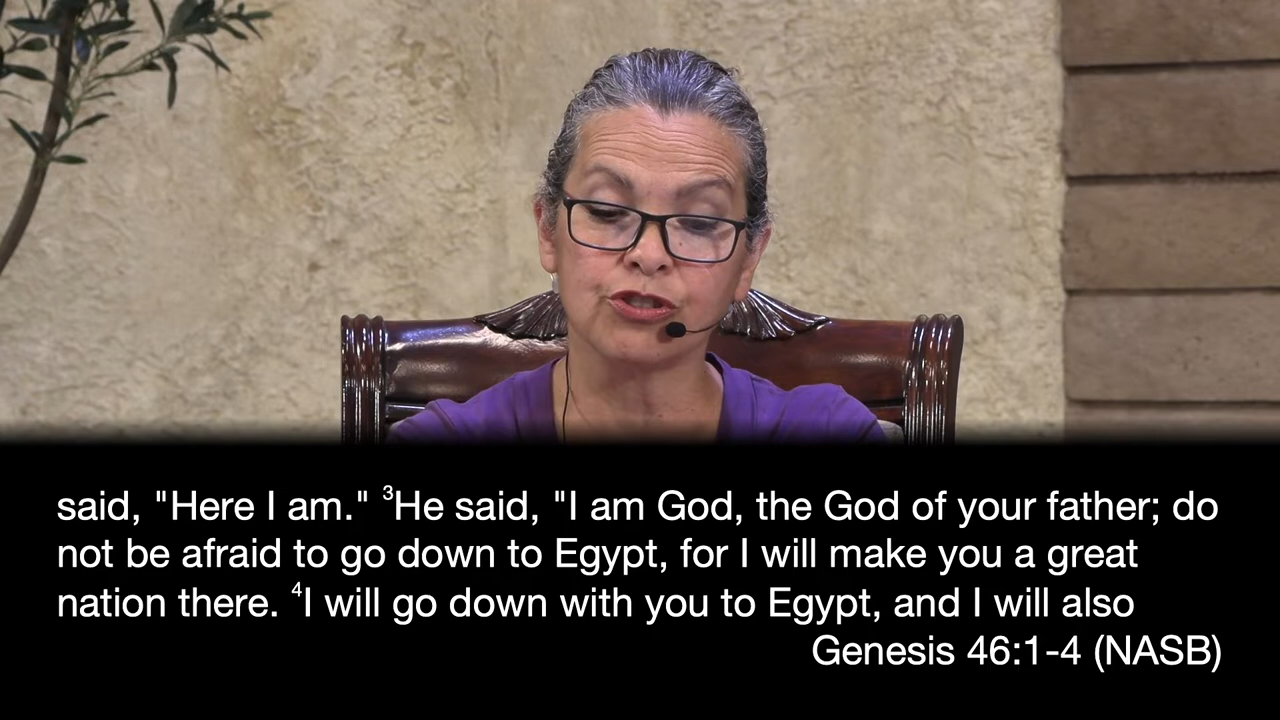 said, "Here I am." ³He said, "I am God, the God of your father; do
not be afraid to go down to Egypt, for I will make you a great
nation there. ⁴I will go down with you to Egypt, and I will also
Genesis 46:1-4 (NASB)